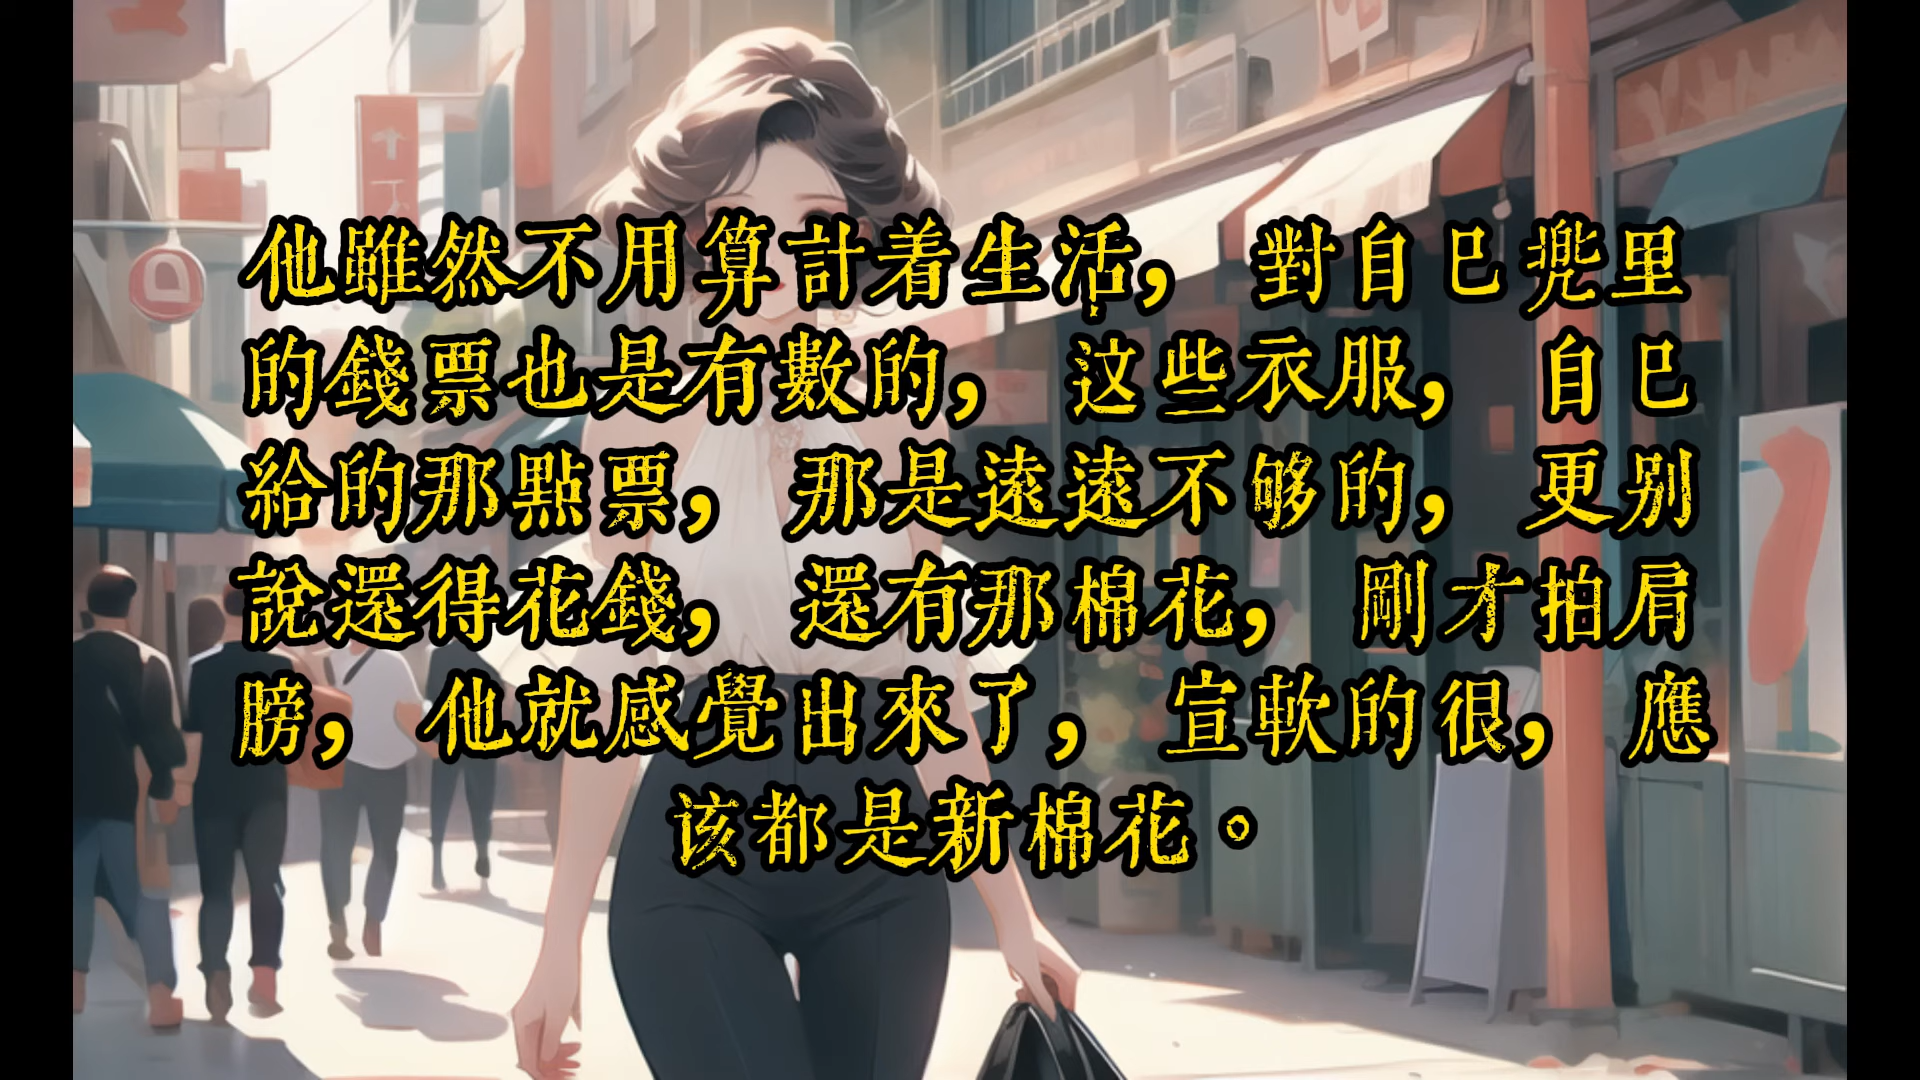 他雖然不用算計着生活， 對自已兠里
的錢票也是有數的， 这些衣服， 自已
給的那點票， 那是遠遠不够的， 更别
說還得花錢， 還有那棉花， 剛才拍肩
膀， 他就感覺出來了， 宣軟的很， 應
该都是新棉花。